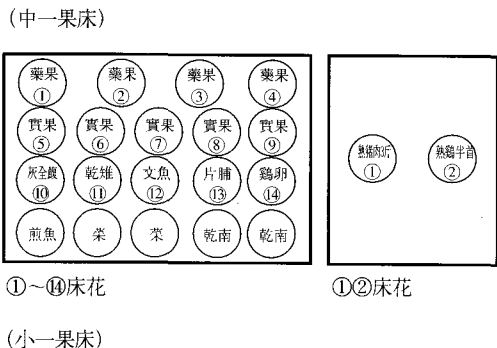 (中一果床)
藥果 藥果 藥果 藥果
① ② ③ ④
實果 實果 實果 實果 實果
⑤ ⑥ ⑦ ⑧ ⑨
灰全鰒 乾雉 文魚 片脯 鷄卵
⑩ ⑪ ⑫ ⑬ ⑭
煎魚 菜 菜 乾南 乾南
熟猪肉3斤 熟鷄半首
① ②
①~⑭床花
①②床花
(小一果床)